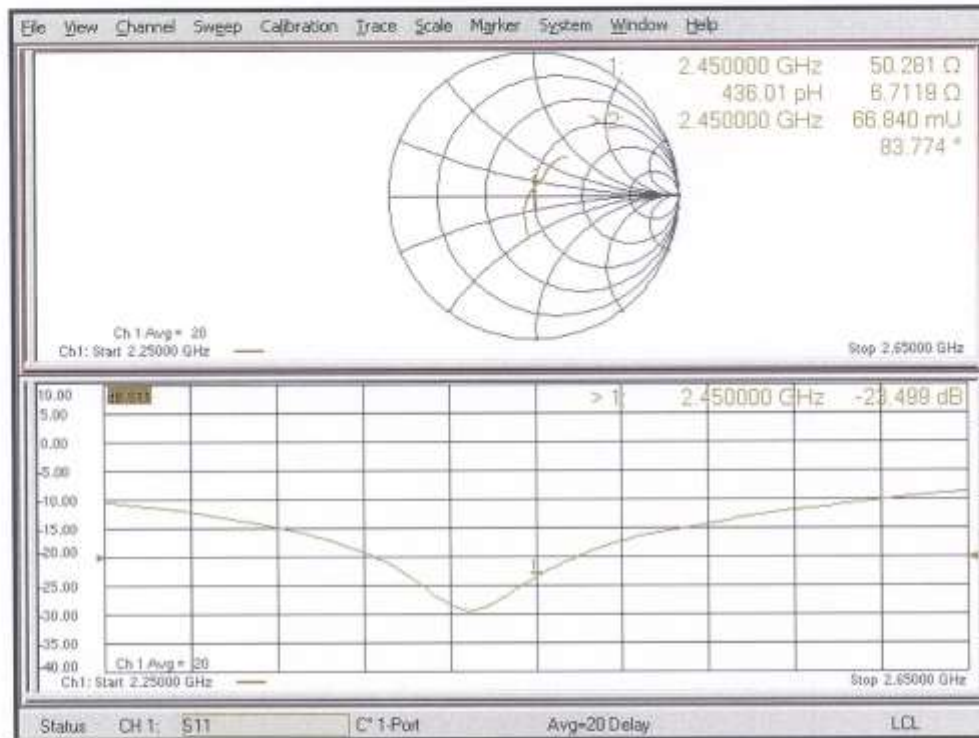 File View Channel Sweep Calibration Trace Scale Marker System Window Help
1: 2.450000 GHz 50.281 Ω
436.01 pH 6.7119 Ω
>2: 2.450000 GHz 66.840 mU
83.774 °
Ch 1 Avg = 20
Ch1: Start 2.25000 GHz Stop 2.65000 GHz
10.00 > 1: 2.450000 GHz -23.499 dB
5.00
0.00
-5.00
-10.00
-15.00
-20.00
1
-25.00
-30.00
-35.00
-40.00 Ch 1 Avg = 20
Ch1: Start 2.25000 GHz Stop 2.65000 GHz
Status CH 1: S11 C* 1-Port Avg=20 Delay LCL